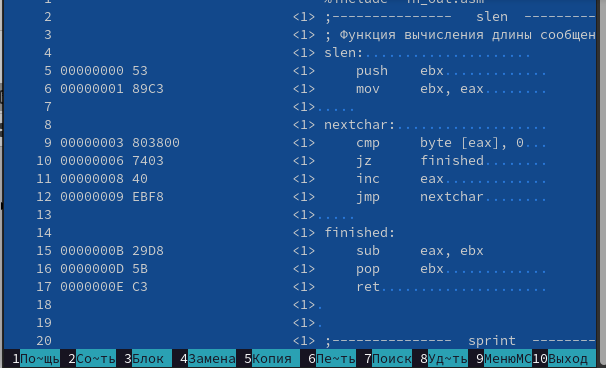 1 %include 'in_out.asm'
2 <1> ;--------------- slen --------
3 <1> ; Функция вычисления длины сообщен
4 <1> slen:
5 00000000 53 <1> push ebx
6 00000001 89C3 <1> mov ebx, eax
7 <1>
8 <1> nextchar:
9 00000003 803800 <1> cmp byte [eax], 0
10 00000006 7403 <1> jz finished
11 00000008 40 <1> inc eax
12 00000009 EBF8 <1> jmp nextchar
13 <1>
14 <1> finished:
15 0000000B 29D8 <1> sub eax, ebx
16 0000000D 5B <1> pop ebx
17 0000000E C3 <1> ret
18 <1>
19 <1>
20 <1> ;--------------- sprint -------
1По~щь 2Со~ть 3Блок 4Замена 5Копия 6Пе~ть 7Поиск 8Уд~ть 9МенюMC 10Выход